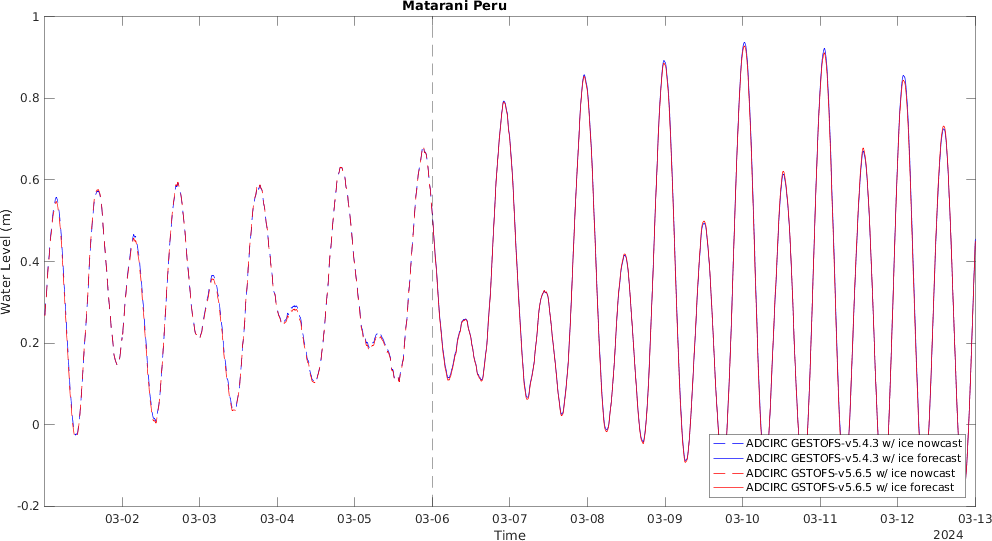 Matarani Peru
1
0.8
0.6
0.4
0.2
0
-0.2
Water Level (m)
ADCIRC GESTOFS-v5.4.3 w/ ice nowcast
ADCIRC GESTOFS-v5.4.3 w/ ice forecast
ADCIRC GSTOFS-v5.6.5 w/ ice nowcast
ADCIRC GSTOFS-v5.6.5 w/ ice forecast
03-02 03-03 03-04 03-05 03-06 03-07 03-08 03-09 03-10 03-11 03-12 03-13
Time
2024